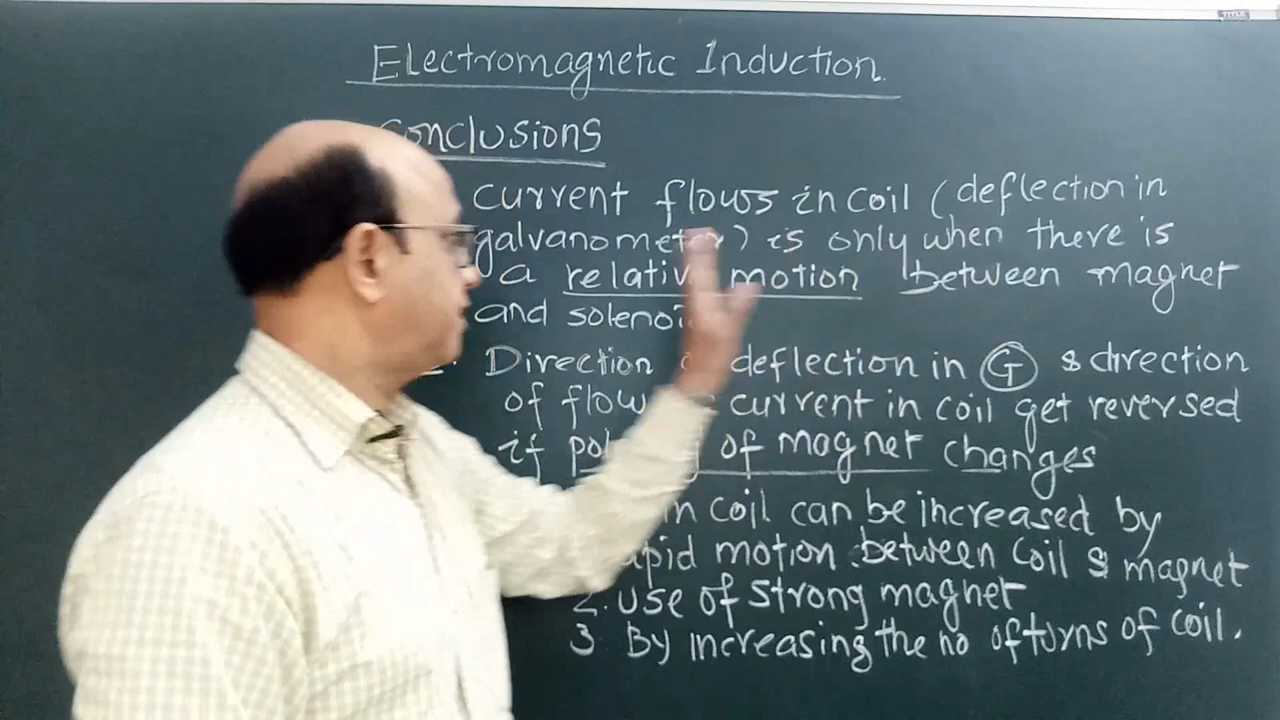 Electromagnetic Induction.
Conclusions
current flows in coil (deflection in
galvanometer) is only when there is
a relative motion between magnet
and solenoi
2. Direction deflection in G & direction
of flow current in coil get reversed
if of magnet changes
in coil can be increased by
motion between coil & magnet
2. use of strong magnet
3. By increasing the no of turns of coil.